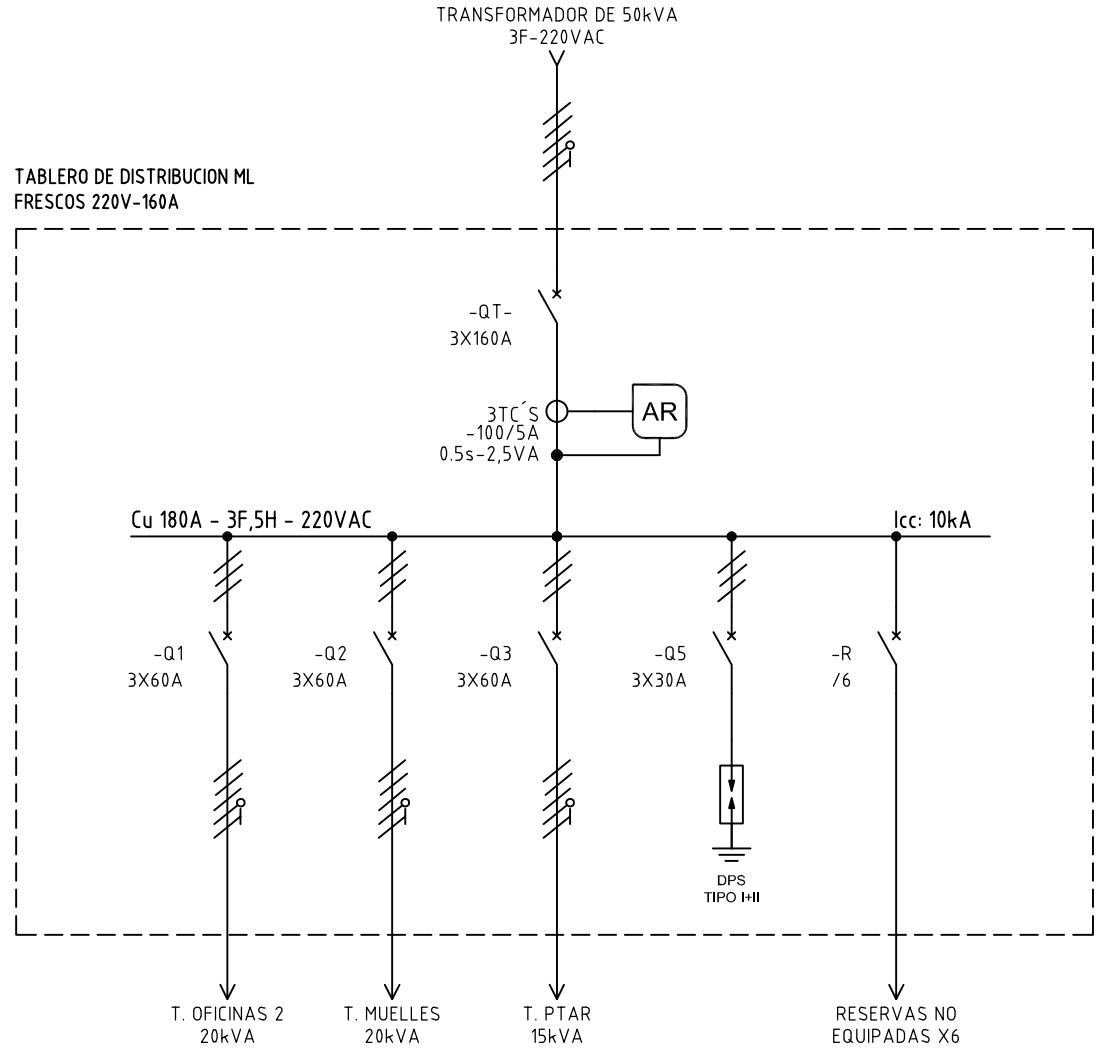 TRANSFORMADOR DE 50kVA
3F-220VAC
TABLERO DE DISTRIBUCION ML
FRESCOS 220V-160A
-QT-
3X160A
3TC´S
-100/5A
0.5s-2,5VA
AR
Cu 180A - 3F,5H - 220VAC
Icc: 10kA
-Q1
3X60A
-Q2
3X60A
-Q3
3X60A
-Q5
3X30A
-R
/6
DPS
TIPO I+II
T. OFICINAS 2
20kVA
T. MUELLES
20kVA
T. PTAR
15kVA
RESERVAS NO
EQUIPADAS X6